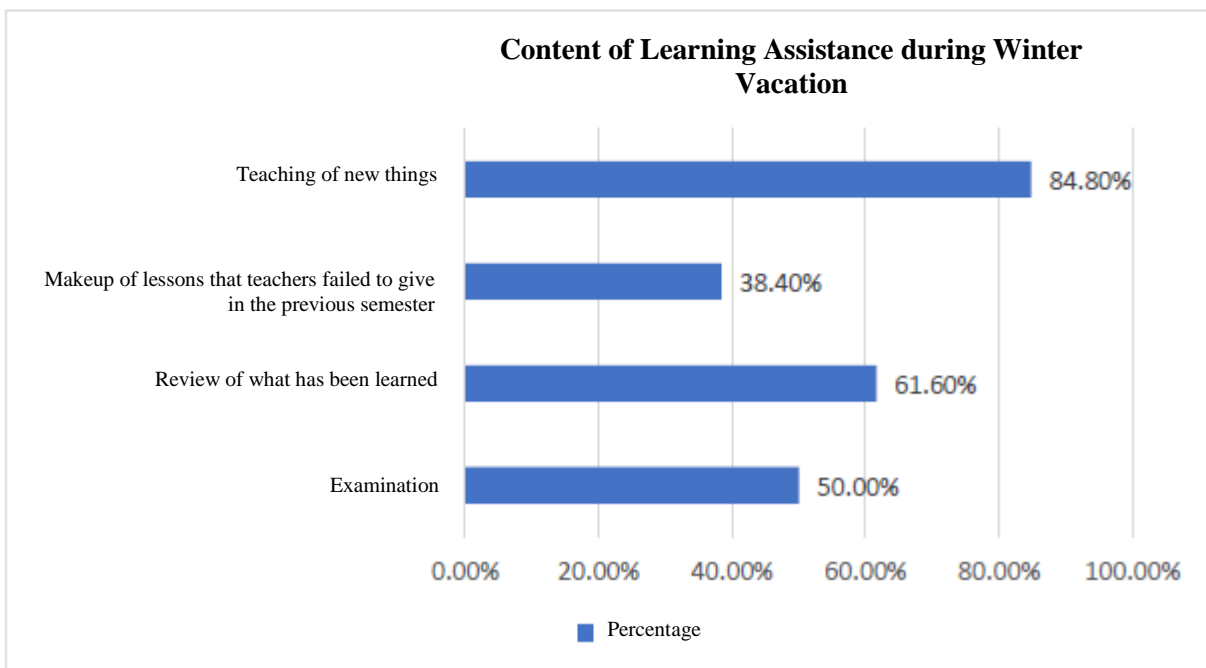 Content of Learning Assistance during Winter
Vacation
Teaching of new things
84.80%
Makeup of lessons that teachers failed to give
in the previous semester
38.40%
Review of what has been learned
61.60%
Examination
50.00%
0.00% 20.00% 40.00% 60.00% 80.00% 100.00%
Percentage